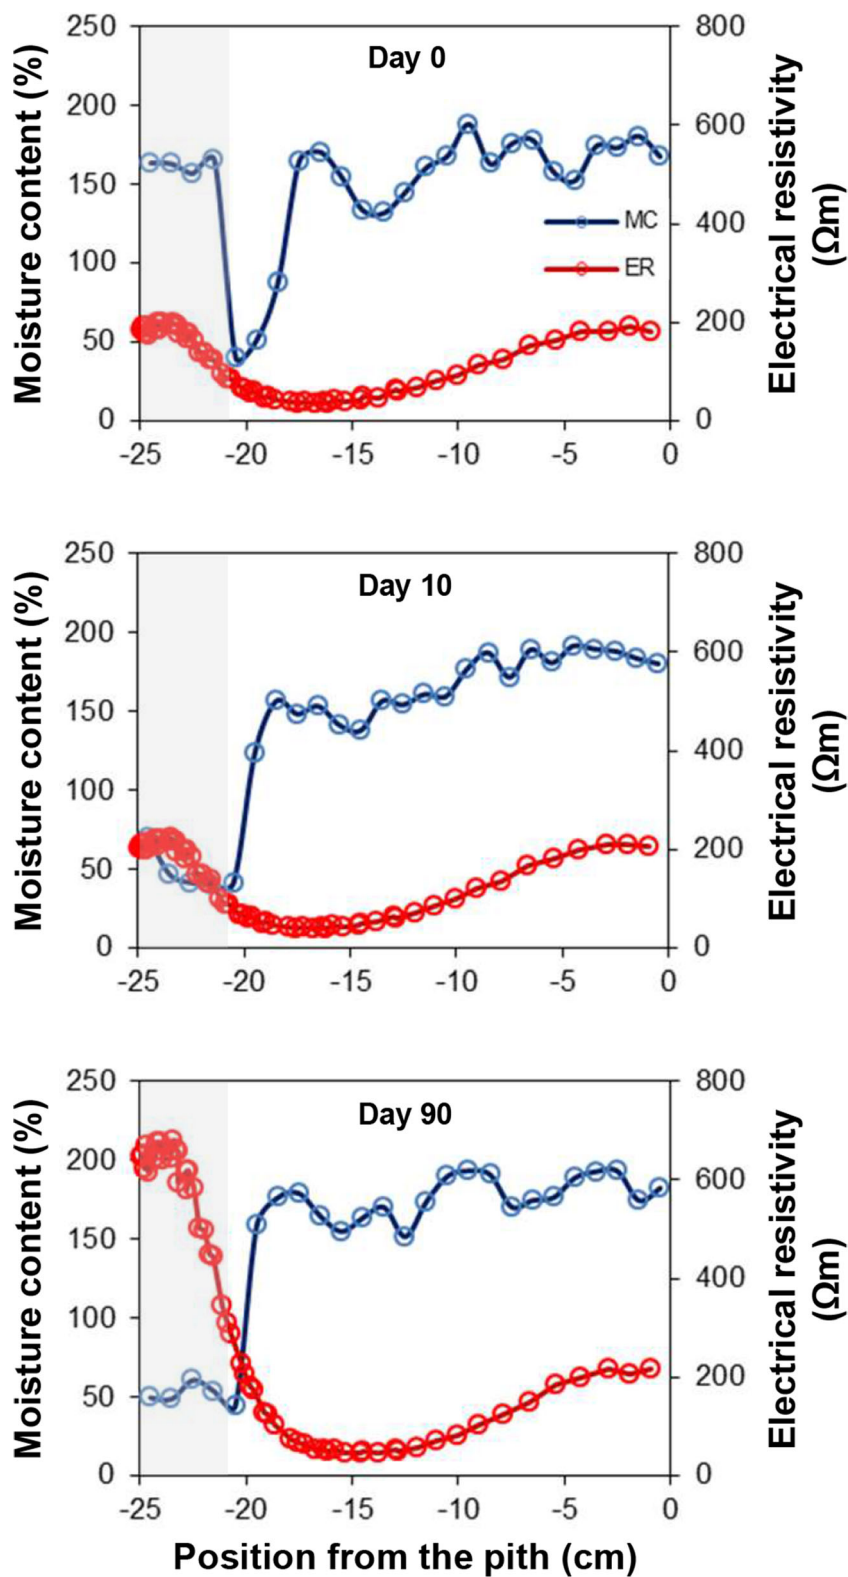 Day 0
Moisture content (%)
250
200
150
100
50
0
800
600
400
200
0
Electrical resistivity
(Ωm)
MC
ER
-25 -20 -15 -10 -5 0
Day 10
Moisture content (%)
250
200
150
100
50
0
800
600
400
200
0
Electrical resistivity
(Ωm)
-25 -20 -15 -10 -5 0
Day 90
Moisture content (%)
250
200
150
100
50
0
800
600
400
200
0
Electrical resistivity
(Ωm)
-25 -20 -15 -10 -5 0
Position from the pith (cm)